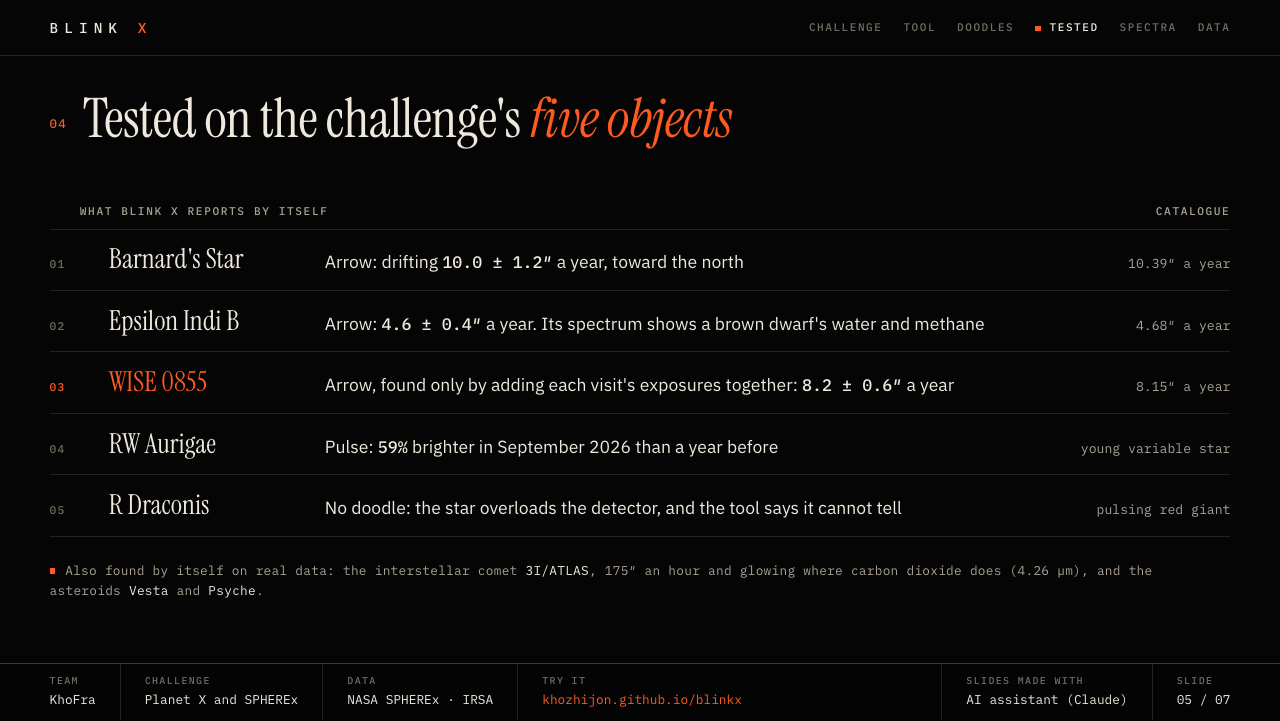 BLINK X
CHALLENGE TOOL DOODLES TESTED SPECTRA DATA
04 Tested on the challenge's five objects
WHAT BLINK X REPORTS BY ITSELF CATALOGUE
01 Barnard's Star Arrow: drifting 10.0 ± 1.2″ a year, toward the north 10.39″ a year
02 Epsilon Indi B Arrow: 4.6 ± 0.4″ a year. Its spectrum shows a brown dwarf's water and methane 4.68″ a year
03 WISE 0855 Arrow, found only by adding each visit's exposures together: 8.2 ± 0.6″ a year 8.15″ a year
04 RW Aurigae Pulse: 59% brighter in September 2026 than a year before young variable star
05 R Draconis No doodle: the star overloads the detector, and the tool says it cannot tell pulsing red giant
Also found by itself on real data: the interstellar comet 3I/ATLAS, 175″ an hour and glowing where carbon dioxide does (4.26 µm), and the
asteroids Vesta and Psyche.
TEAM CHALLENGE DATA TRY IT SLIDES MADE WITH SLIDE
KhoFra Planet X and SPHEREx NASA SPHEREx · IRSA khozhijon.github.io/blinkx AI assistant (Claude) 05 / 07